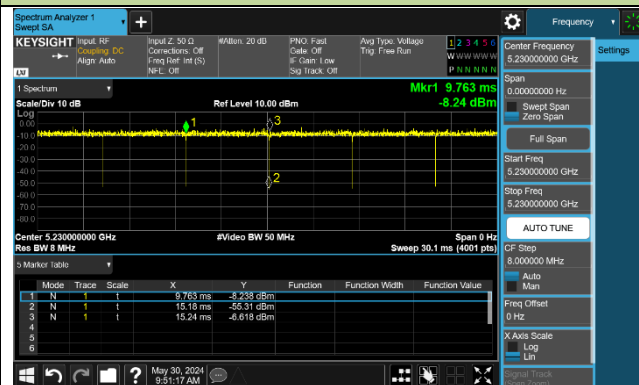 Spectrum Analyzer 1
Swept SA
+
Frequency
KEYSIGHT
Input: RF
Coupling: DC
Align: Auto
Input Z: 50 Ω
Corrections: Off
Freq Ref: Int (S)
NFE: Off
#Atten: 20 dB
PNO: Fast
Gate: Off
IF Gain: Low
Sig Track: Off
Avg Type: Voltage
Trig: Free Run
1 2 3 4 5 6
W W W W W W
P N N N N N
LXI
1 Spectrum
Scale/Div 10 dB
Ref Level 10.00 dBm
Mkr1 9.763 ms
-8.24 dBm
Log
0.00
-10.0
-20.0
-30.0
-40.0
-50.0
-60.0
-70.0
-80.0
1
3
2
Center 5.230000000 GHz
#Video BW 50 MHz
Span 0 Hz
Res BW 8 MHz
Sweep 30.1 ms (4001 pts)
5 Marker Table
Mode Trace Scale X Y Function Function Width Function Value
1 N 1 t 9.763 ms -8.238 dBm
2 N 1 t 15.18 ms -55.31 dBm
3 N 1 t 15.24 ms -6.618 dBm
4
5
6
May 30, 2024
9:51:17 AM
Center Frequency
5.230000000 GHz
Settings
Span
0.00000000 Hz
Swept Span
Zero Span
Full Span
Start Freq
5.230000000 GHz
Stop Freq
5.230000000 GHz
AUTO TUNE
CF Step
8.000000 MHz
Auto
Man
Freq Offset
0 Hz
X Axis Scale
Log
Lin
Signal Track
(Span Zoom)